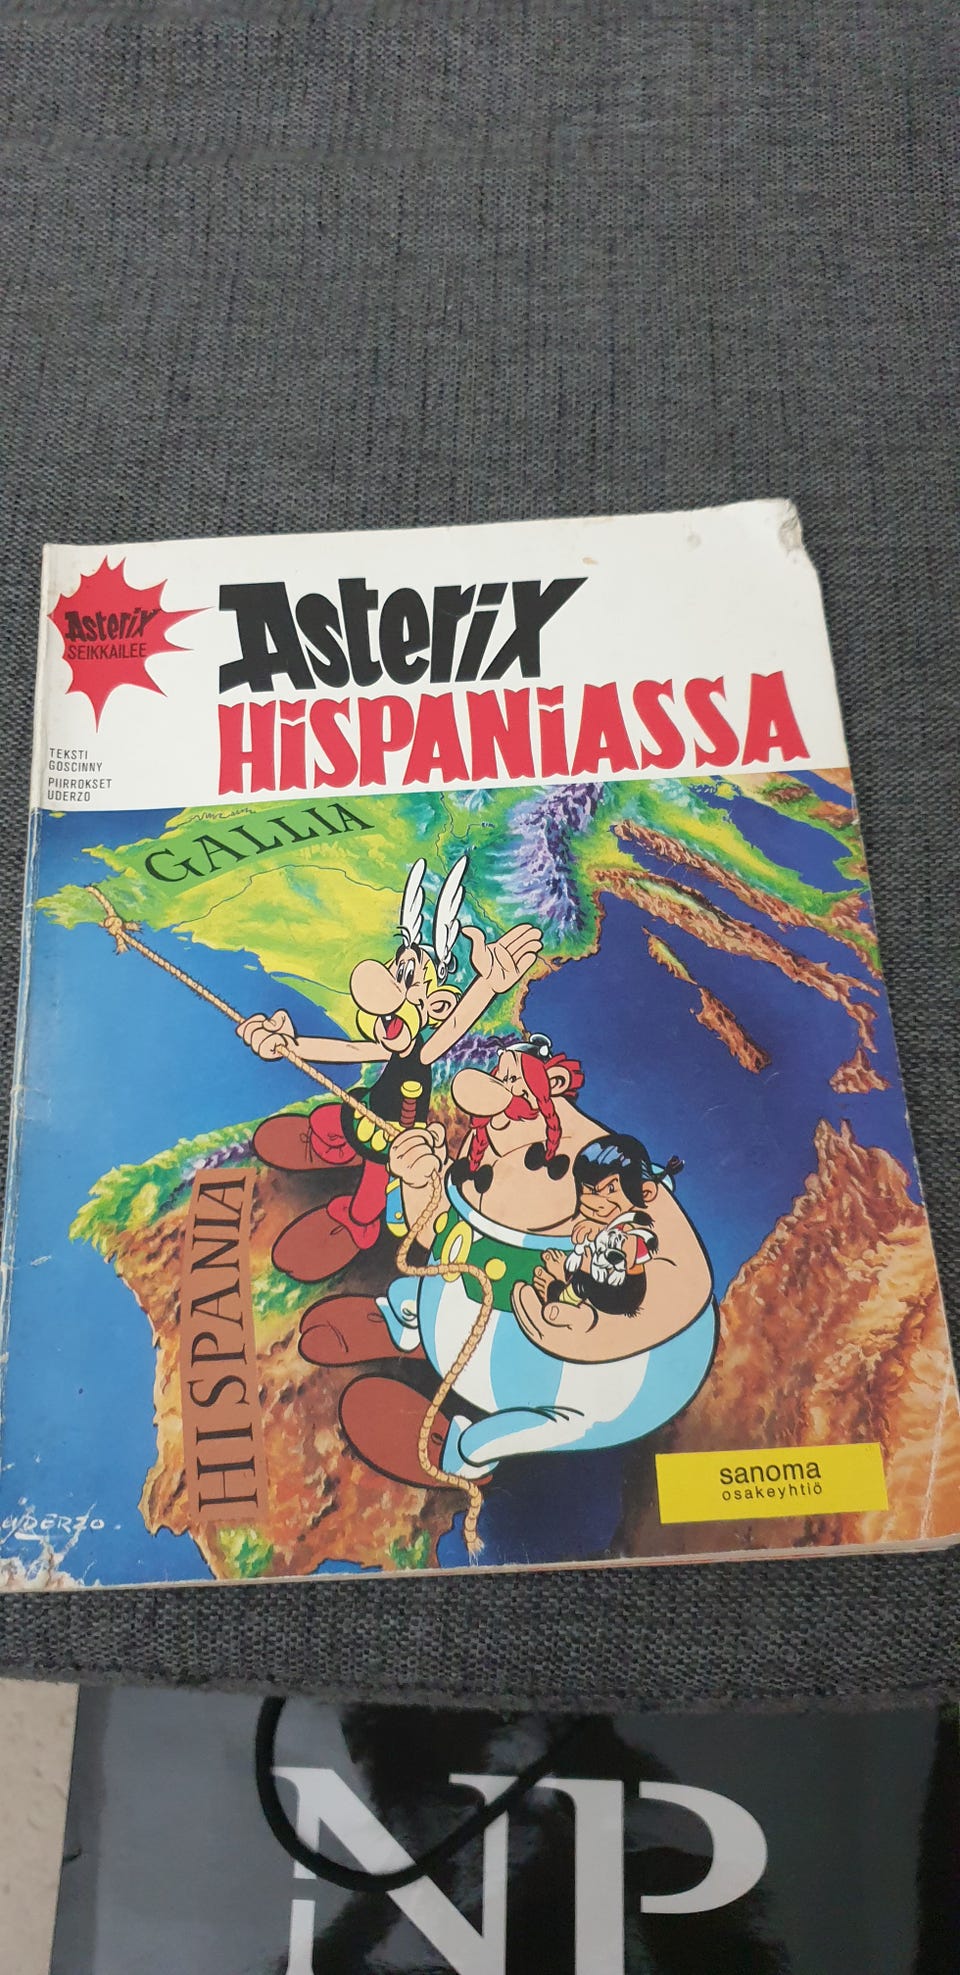 Asterix
SEIKKAILEE
Asterix
HISPANIASSA
TEKSTI
GOSCINNY
PIIRROKSET
UDERZO
GALLIA
HISPANIA
UDERZO.
sanoma
osakeyhtiö
NP